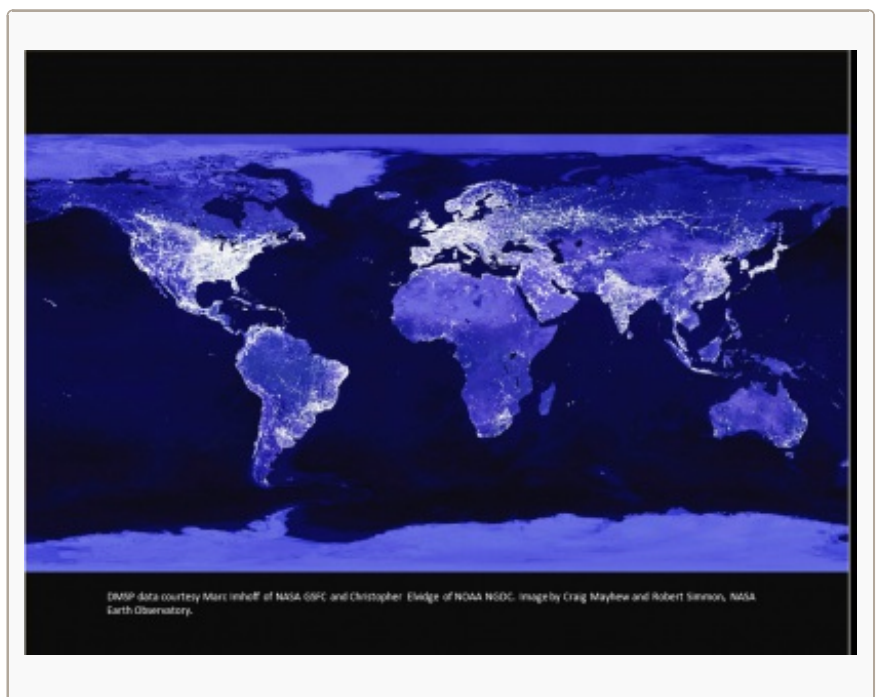 DMSP data courtesy Marc Imhoff of NASA GSFC and Christopher Elvidge of NOAA NGDC. Image by Craig Mayhew and Robert Simmon, NASA
Earth Observatory.